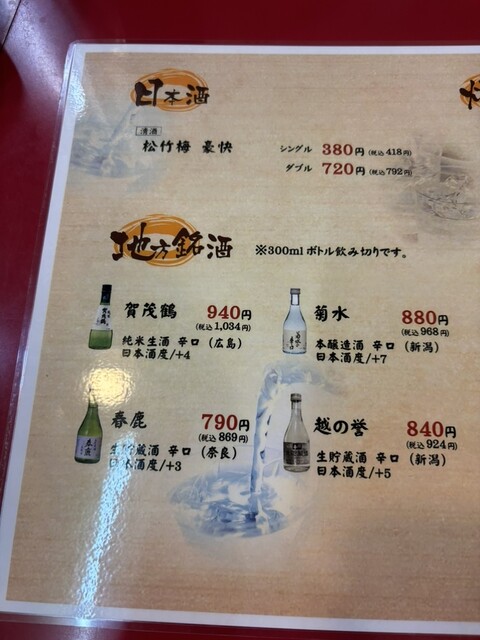 日本酒
清酒
松竹梅 豪快
シングル 380円(税込418円)
ダブル 720円(税込792円)
地方銘酒 ※300mlボトル飲み切りです。
賀茂鶴 940円
(税込1,034円)
純米生酒 辛口(広島)
日本酒度/+4
菊水 880円
(税込968円)
本醸造酒 辛口(新潟)
日本酒度/+7
春鹿 790円
(税込869円)
生貯蔵酒 辛口(奈良)
日本酒度/+3
越の誉 840円
(税込924円)
生貯蔵酒 辛口(新潟)
日本酒度/+5